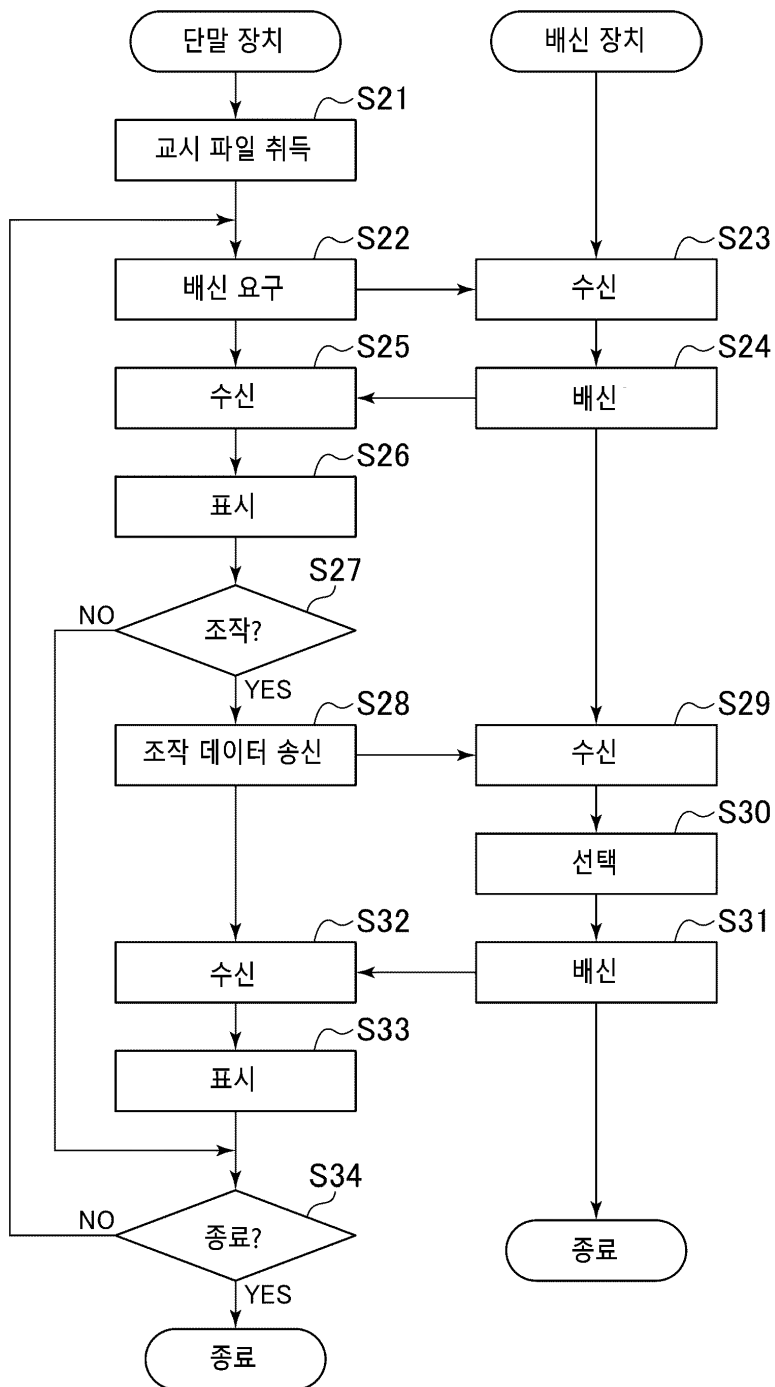 단말 장치
배신 장치
S21
교시 파일 취득
S22
배신 요구
S23
수신
S25
수신
S24
배신
S26
표시
S27
조작?
NO
YES
S28
조작 데이터 송신
S29
수신
S30
선택
S32
수신
S31
배신
S33
표시
S34
종료?
NO
YES
종료
종료